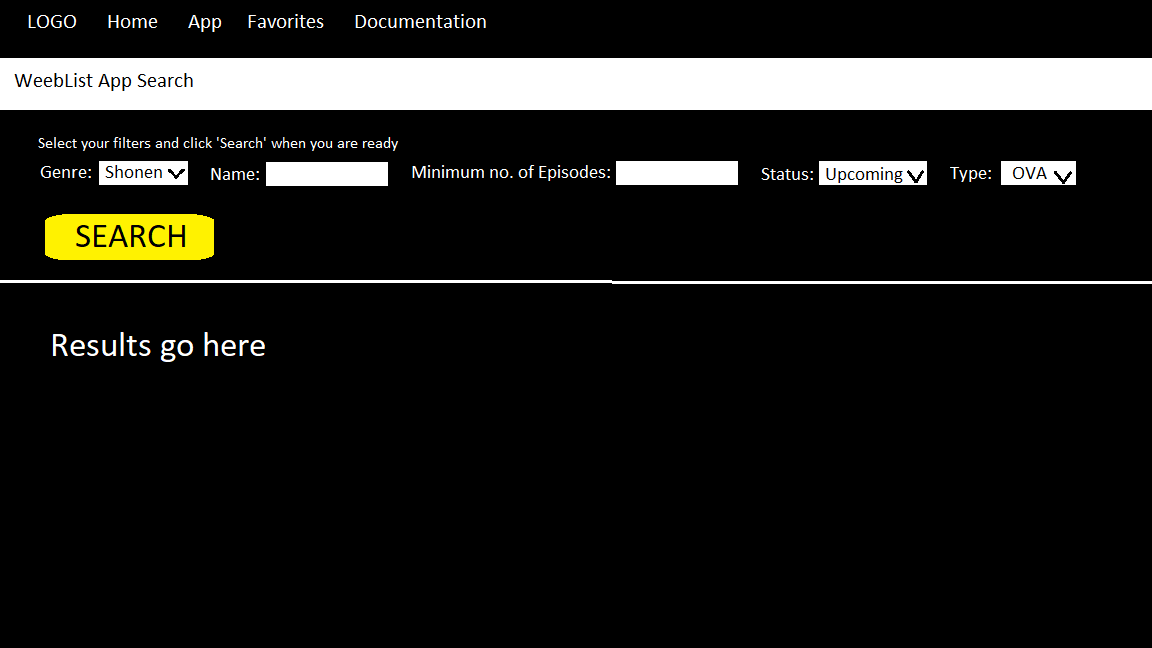 LOGO Home App Favorites Documentation
WeebList App Search
Select your filters and click 'Search' when you are ready
Genre: Shonen Name: Minimum no. of Episodes: Status: Upcoming Type: OVA
SEARCH
Results go here